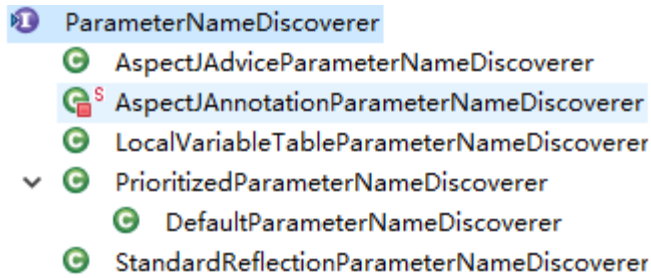 ParameterNameDiscoverer
AspectJAdviceParameterNameDiscoverer
S AspectJAnnotationParameterNameDiscoverer
LocalVariableTableParameterNameDiscoverer
PrioritizedParameterNameDiscoverer
DefaultParameterNameDiscoverer
StandardReflectionParameterNameDiscoverer